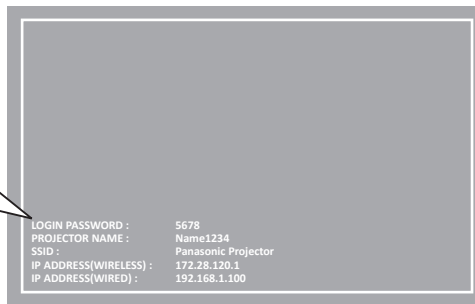 LOGIN PASSWORD : 5678
PROJECTOR NAME : Name1234
SSID : Panasonic Projector
IP ADDRESS(WIRELESS) : 172.28.120.1
IP ADDRESS(WIRED) : 192.168.1.100